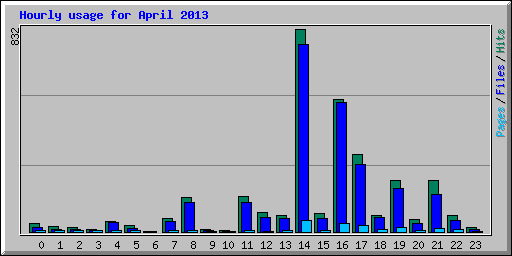 Hourly usage for April 2013
832
Pages/Files/Hits
0 1 2 3 4 5 6 7 8 9 10 11 12 13 14 15 16 17 18 19 20 21 22 23